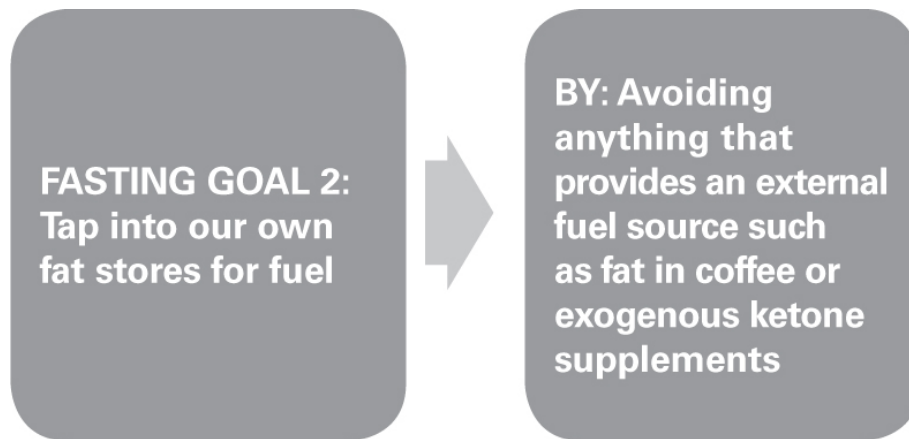 FASTING GOAL 2:
Tap into our own
fat stores for fuel
BY: Avoiding
anything that
provides an external
fuel source such
as fat in coffee or
exogenous ketone
supplements